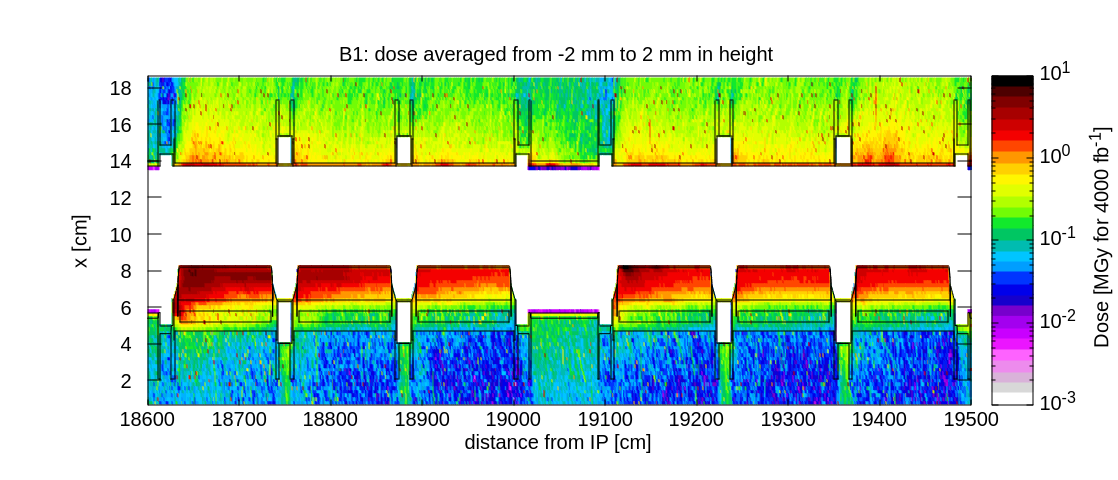 B1: dose averaged from -2 mm to 2 mm in height
18
16
14
12
10
8
6
4
2
x [cm]
18600 18700 18800 18900 19000 19100 19200 19300 19400 19500
distance from IP [cm]
10^1
10^0
10^-1
10^-2
10^-3
Dose [MGy for 4000 fb^-1]